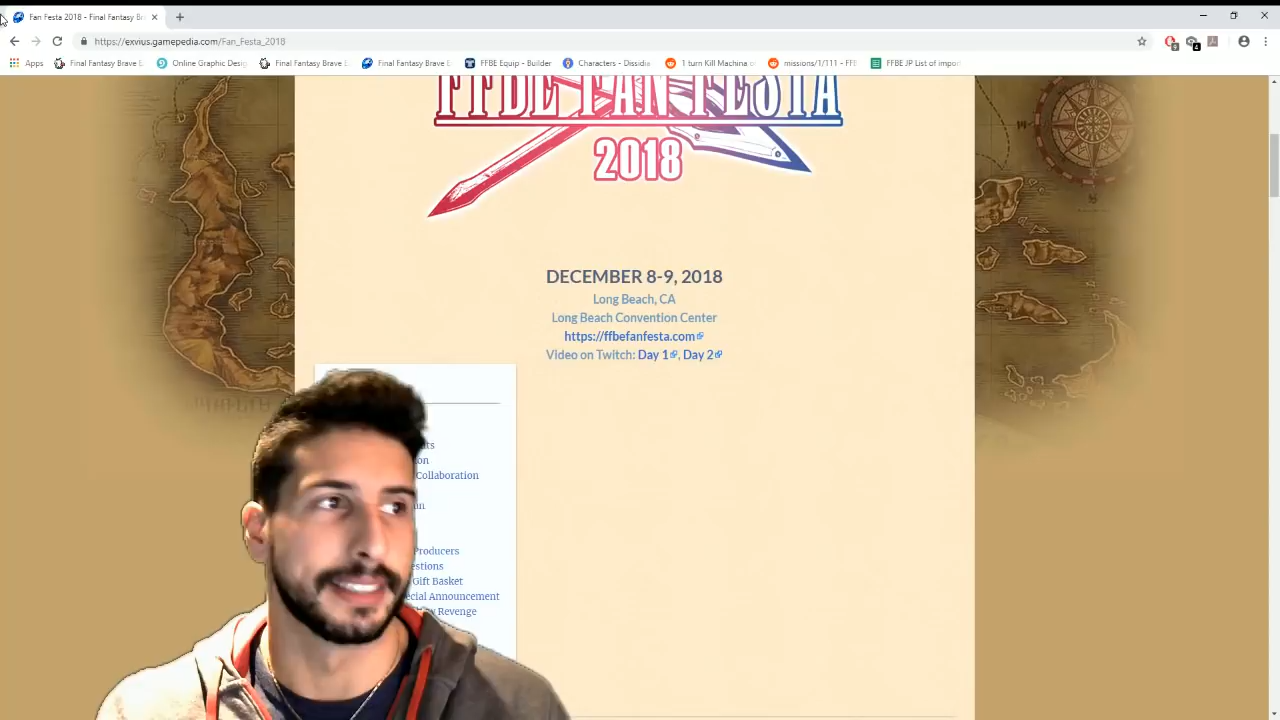 Fan Festa 2018 - Final Fantasy Br
https://exvius.gamepedia.com/Fan_Festa_2018
Apps
Final Fantasy Brave E
Online Graphic Desig
Final Fantasy Brave E
Final Fantasy Brave E
FFBE Equip - Builder
Characters - Dissidia
1 turn Kill Machina o
missions/1/111 - FFB
FFBE JP List of impor
FFBE FAN FESTA
2018
DECEMBER 8-9, 2018
Long Beach, CA
Long Beach Convention Center
https://ffbefanfesta.com
Video on Twitch: Day 1, Day 2
Collaboration
Producers
Gift Basket
Announcement
Revenge